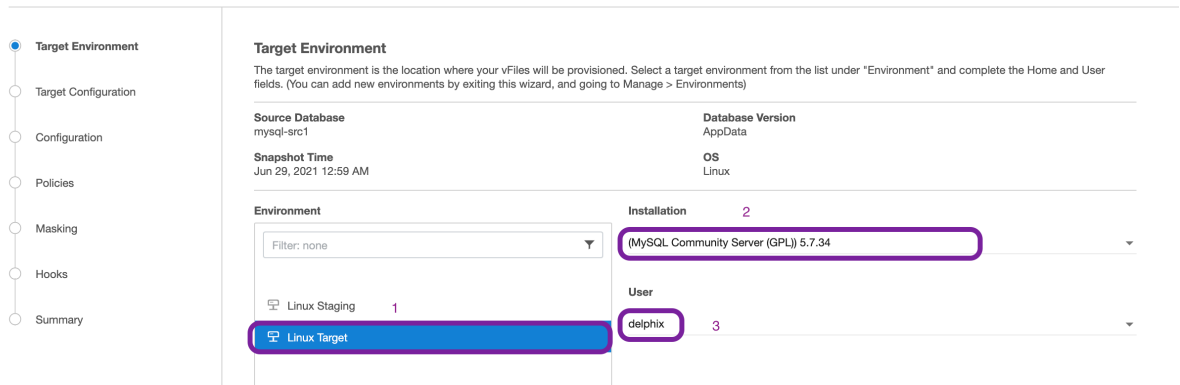 Target Environment
Target Configuration
Configuration
Policies
Masking
Hooks
Summary
Target Environment
The target environment is the location where your vFiles will be provisioned. Select a target environment from the list under "Environment" and complete the Home and User
fields. (You can add new environments by exiting this wizard, and going to Manage > Environments)
Source Database
mysql-src1
Database Version
AppData
Snapshot Time
Jun 29, 2021 12:59 AM
OS
Linux
Environment
Filter: none
Linux Staging 1
Linux Target
Installation 2
(MySQL Community Server (GPL)) 5.7.34
User
delphix 3